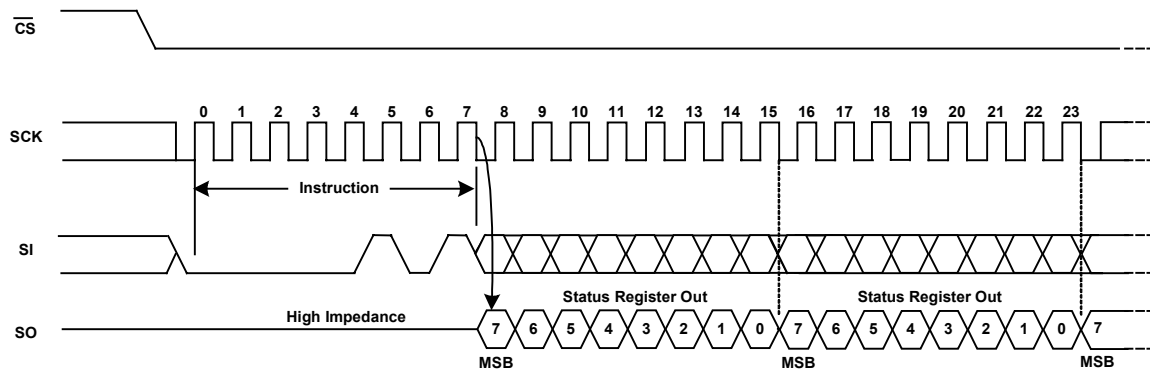 CS
0 1 2 3 4 5 6 7 8 9 10 11 12 13 14 15 16 17 18 19 20 21 22 23
SCK
Instruction
SI
High Impedance
Status Register Out
Status Register Out
SO
7 6 5 4 3 2 1 0 7 6 5 4 3 2 1 0 7
MSB
MSB
MSB